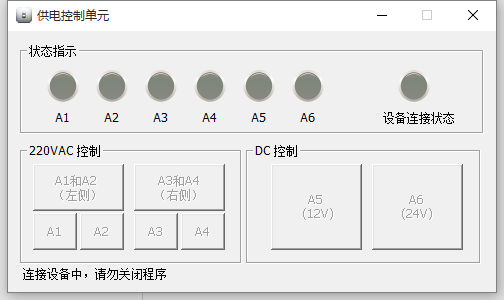 供电控制单元
状态指示
A1 A2 A3 A4 A5 A6 设备连接状态
220VAC 控制 DC 控制
A1和A2 A3和A4 A5 A6
（左侧） （右侧） (12V) (24V)
A1 A2 A3 A4
连接设备中，请勿关闭程序